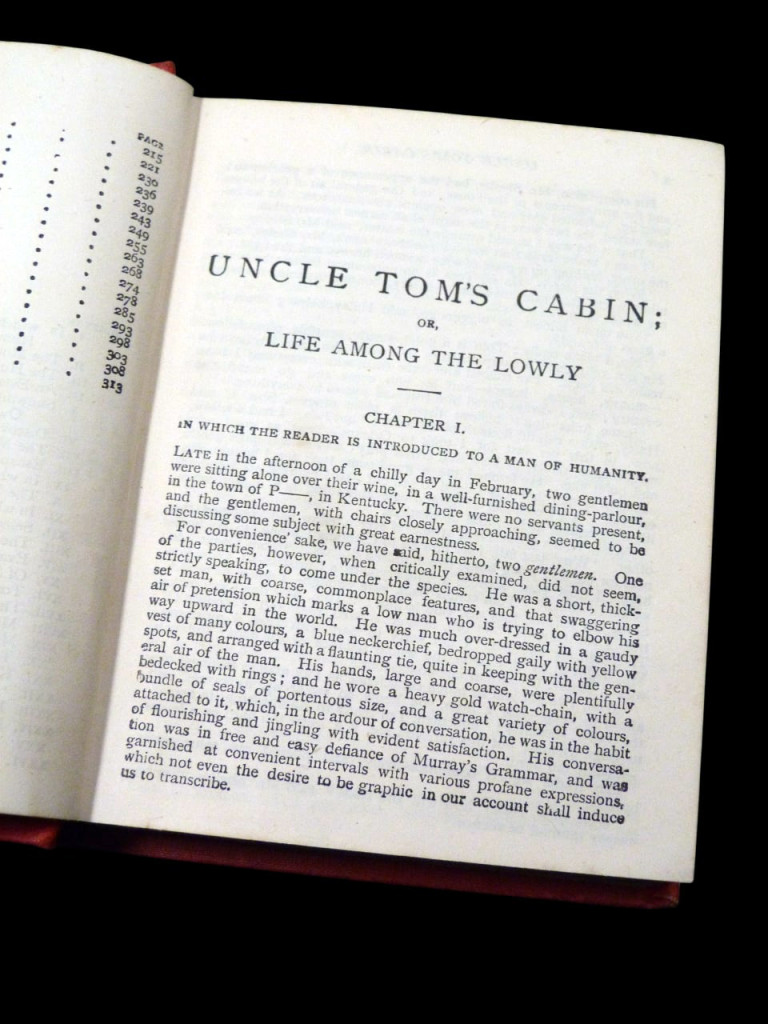 PAGE
215
221
230
236
239
243
249
255
263
268
274
278
285
293
298
303
308
313
UNCLE TOM'S CABIN;
OR,
LIFE AMONG THE LOWLY
CHAPTER I.
IN WHICH THE READER IS INTRODUCED TO A MAN OF HUMANITY.
LATE in the afternoon of a chilly day in February, two gentlemen
were sitting alone over their wine, in a well-furnished dining-parlour,
in the town of P——, in Kentucky. There were no servants present,
and the gentlemen, with chairs closely approaching, seemed to be
discussing some subject with great earnestness.
For convenience' sake, we have said, hitherto, two gentlemen. One
of the parties, however, when critically examined, did not seem,
strictly speaking, to come under the species. He was a short, thick-
set man, with coarse, commonplace features, and that swaggering
air of pretension which marks a low man who is trying to elbow his
way upward in the world. He was much over-dressed in a gaudy
vest of many colours, a blue neckerchief, bedropped gaily with yellow
spots, and arranged with a flaunting tie, quite in keeping with the gen-
eral air of the man. His hands, large and coarse, were plentifully
bedecked with rings; and he wore a heavy gold watch-chain, with a
bundle of seals of portentous size, and a great variety of colours,
attached to it, which, in the ardour of conversation, he was in the habit
of flourishing and jingling with evident satisfaction. His conversa-
tion was in free and easy defiance of Murray's Grammar, and was
garnished at convenient intervals with various profane expressions,
which not even the desire to be graphic in our account shall induce
us to transcribe.